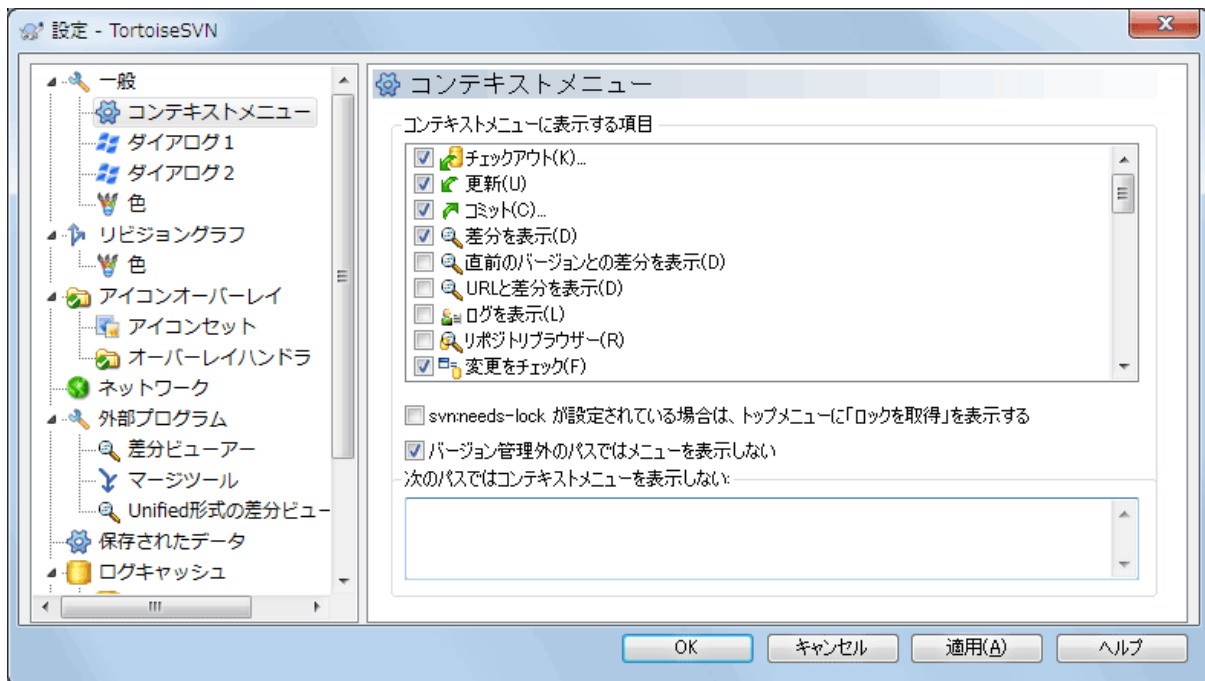 設定 - TortoiseSVN
一般
コンテキストメニュー
ダイアログ1
ダイアログ2
色
リビジョングラフ
色
アイコンオーバーレイ
アイコンセット
オーバーレイハンドラ
ネットワーク
外部プログラム
差分ビューアー
マージツール
Unified形式の差分ビュー
保存されたデータ
ログキャッシュ
コンテキストメニュー
コンテキストメニューに表示する項目
チェックアウト(K)...
更新(U)
コミット(C)...
差分を表示(D)
直前のバージョンとの差分を表示(D)
URLと差分を表示(D)
ログを表示(L)
リポジトリブラウザー(R)
変更をチェック(F)
svn:needs-lock が設定されている場合は、トップメニューに「ロックを取得」を表示する
バージョン管理外のパスではメニューを表示しない
次のパスではコンテキストメニューを表示しない:
OK
キャンセル
適用(A)
ヘルプ